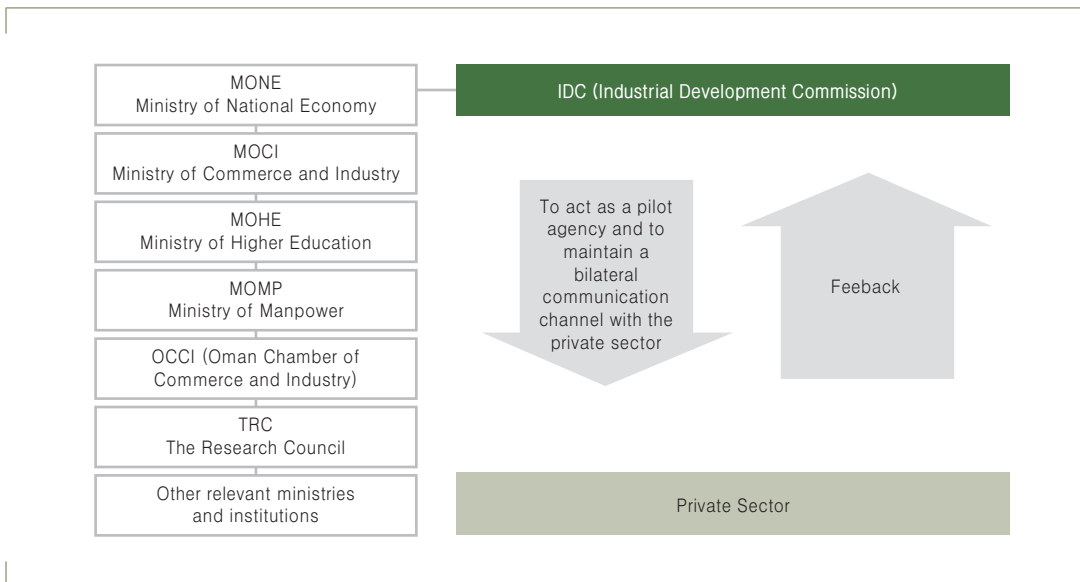 MONE
Ministry of National Economy
MOCI
Ministry of Commerce and Industry
MOHE
Ministry of Higher Education
MOMP
Ministry of Manpower
OCCI (Oman Chamber of
Commerce and Industry)
TRC
The Research Council
Other relevant ministries
and institutions
IDC (Industrial Development Commission)
To act as a pilot
agency and to
maintain a
bilateral
communication
channel with the
private sector
Feeback
Private Sector